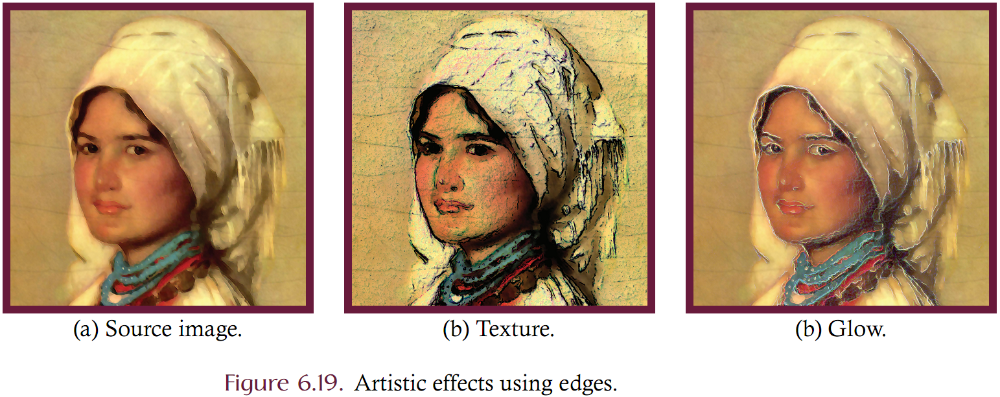 (a) Source image.
(b) Texture.
(b) Glow.
Figure 6.19. Artistic effects using edges.